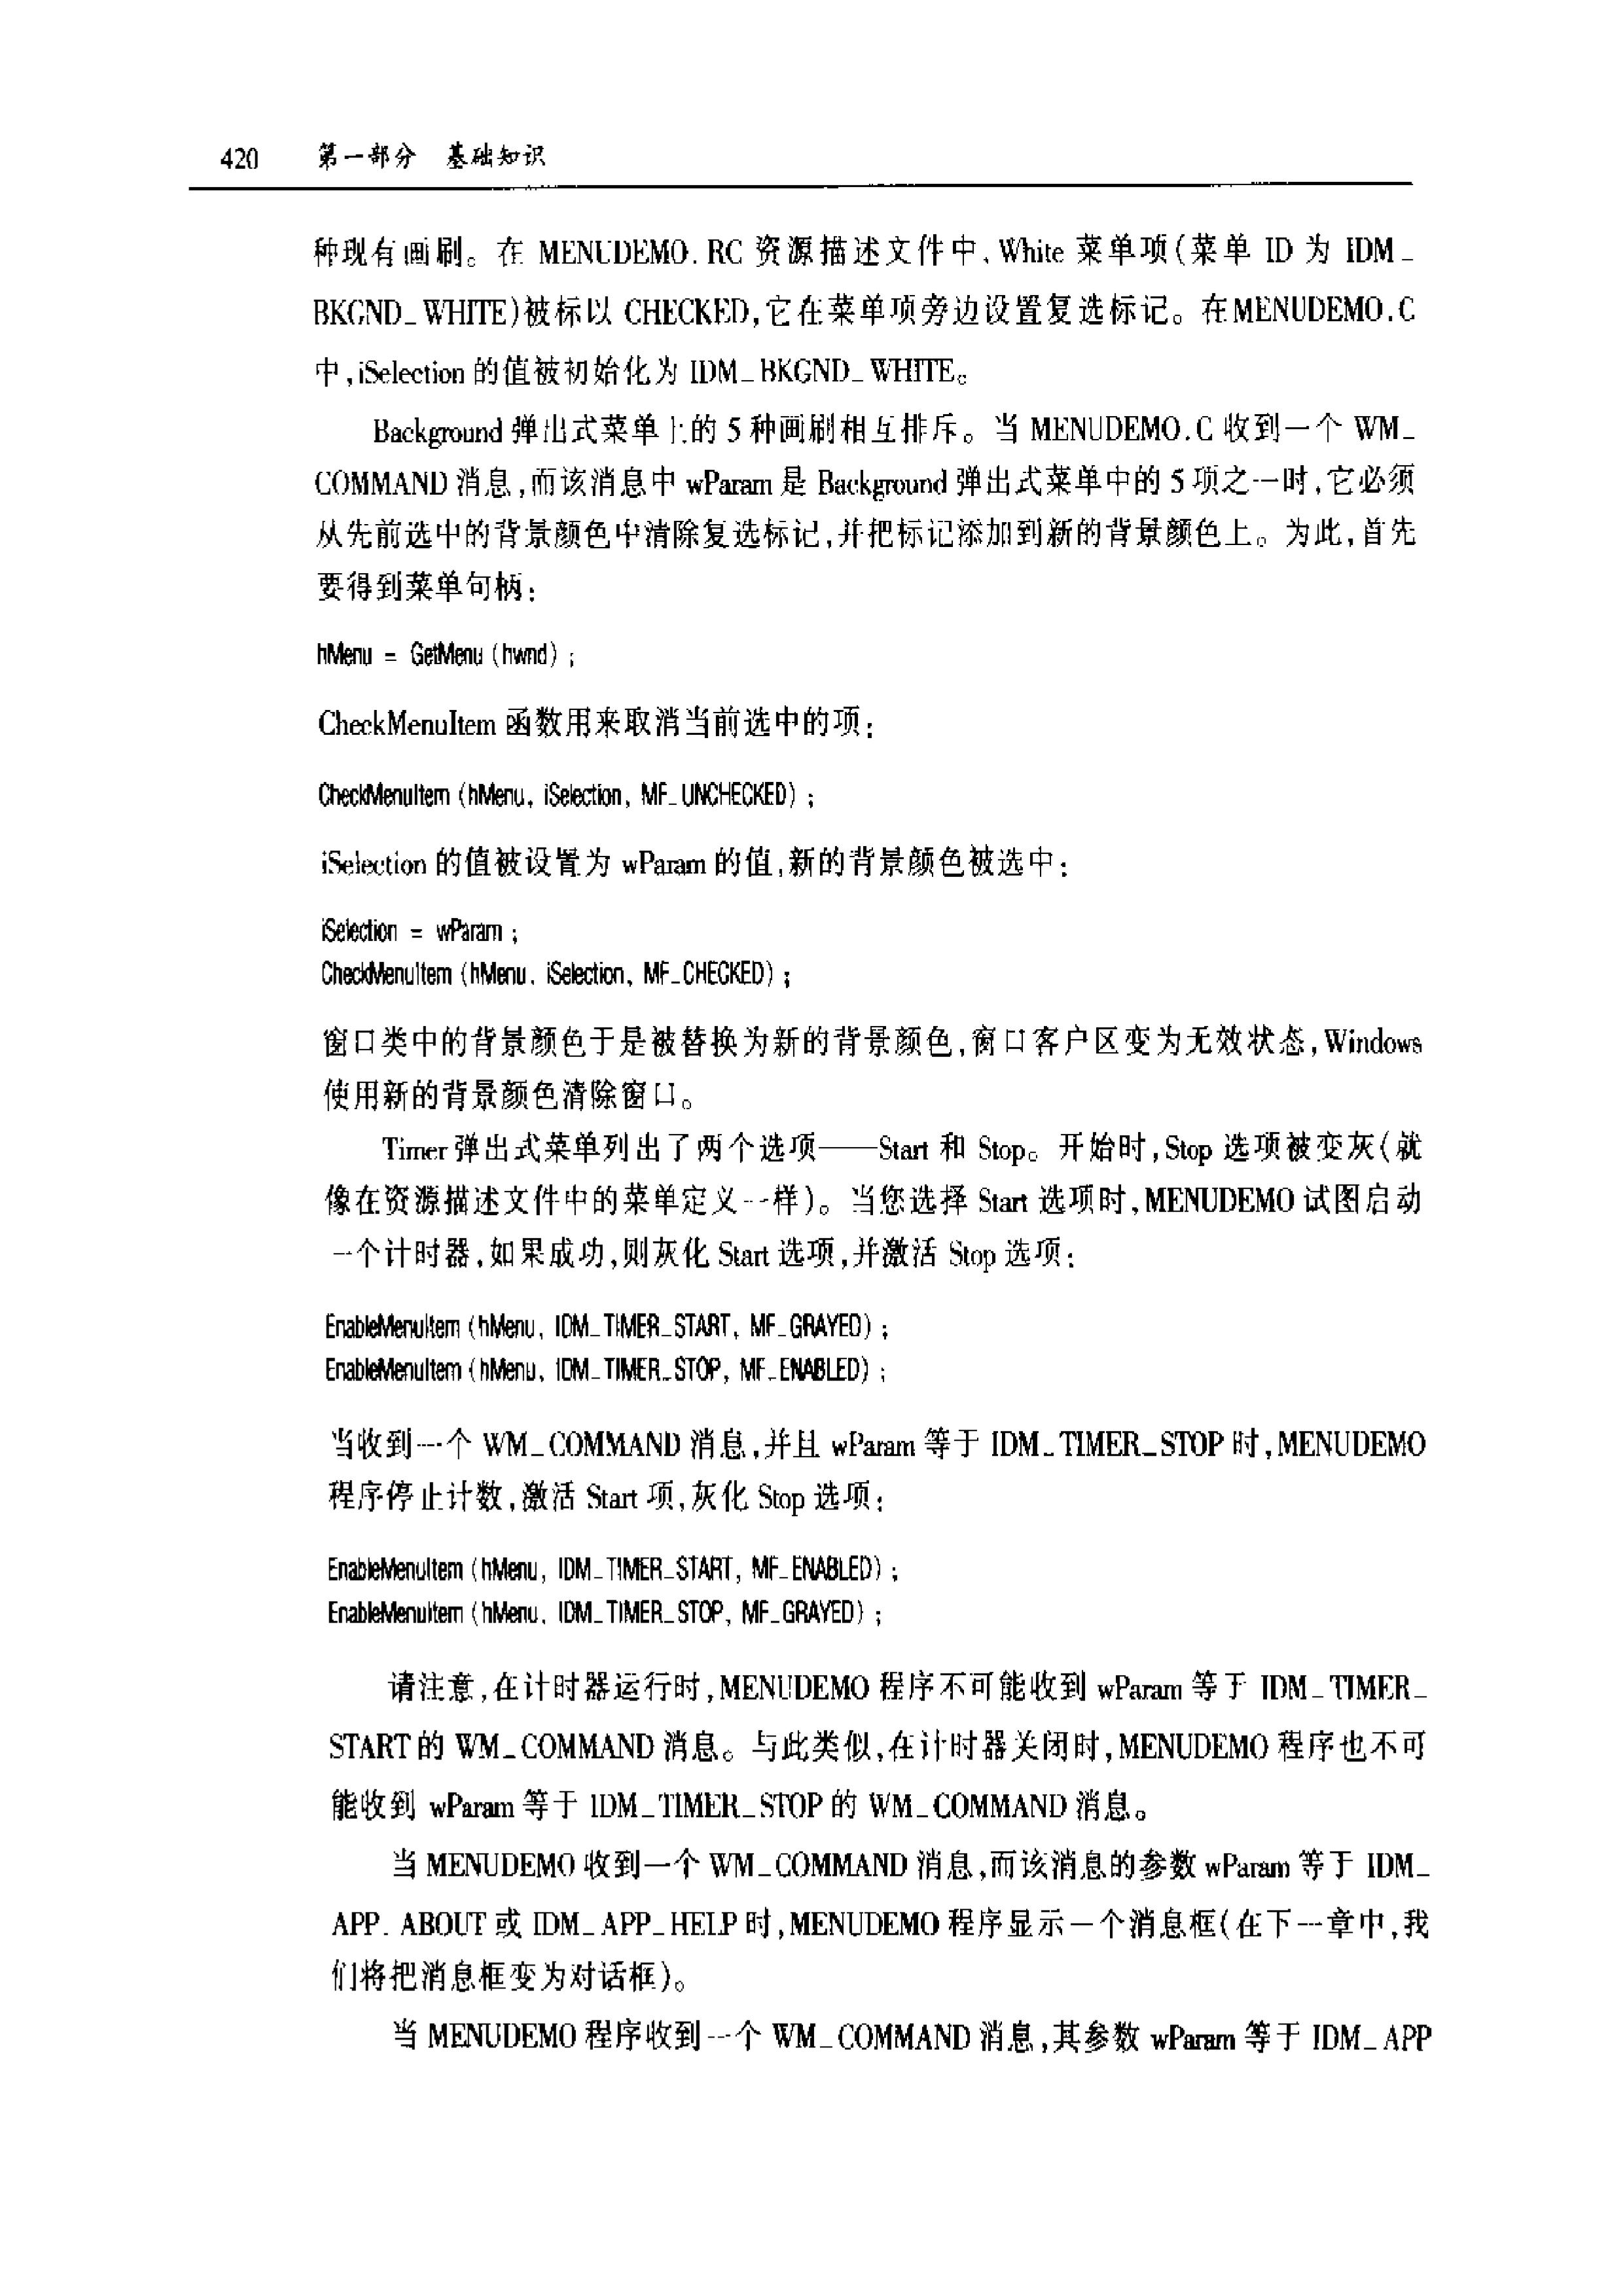 420 第一部分 基础知识
种现有画刷。在 MENUDEMO.RC 资源描述文件中,White 菜单项(菜单 ID 为 IDM_
BKGND_WHITE)被标以 CHECKED,它在菜单项旁边设置复选标记。在MENUDEMO.C
中,iSelection 的值被初始化为 IDM_BKGND_WHITE。
Background 弹出式菜单上的 5 种画刷相互排斥。当 MENUDEMO.C 收到一个 WM_
COMMAND 消息,而该消息中 wParam 是 Background 弹出式菜单中的 5 项之一时,它必须
从先前选中的背景颜色中清除复选标记,并把标记添加到新的背景颜色上。为此,首先
要得到菜单句柄:
hMenu = GetMenu (hwnd) ;
CheckMenuItem 函数用来取消当前选中的项:
CheckMenuItem (hMenu, iSelection, MF_UNCHECKED) ;
iSelection 的值被设置为 wParam 的值,新的背景颜色被选中:
iSelection = wParam ;
CheckMenuItem (hMenu, iSelection, MF_CHECKED) ;
窗口类中的背景颜色于是被替换为新的背景颜色,窗口客户区变为无效状态,Windows
使用新的背景颜色清除窗口。
Timer 弹出式菜单列出了两个选项——Start 和 Stop。开始时,Stop 选项被变灰(就
像在资源描述文件中的菜单定义一样)。当您选择 Start 选项时,MENUDEMO 试图启动
一个计时器,如果成功,则灰化 Start 选项,并激活 Stop 选项:
EnableMenuItem (hMenu, IDM_TIMER_START, MF_GRAYED) ;
EnableMenuItem (hMenu, IDM_TIMER_STOP, MF_ENABLED) ;
当收到一个 WM_COMMAND 消息,并且 wParam 等于 IDM_TIMER_STOP 时,MENUDEMO
程序停止计数,激活 Start 项,灰化 Stop 选项:
EnableMenuItem (hMenu, IDM_TIMER_START, MF_ENABLED) ;
EnableMenuItem (hMenu, IDM_TIMER_STOP, MF_GRAYED) ;
请注意,在计时器运行时,MENUDEMO 程序不可能收到 wParam 等于 IDM_TIMER_
START 的 WM_COMMAND 消息。与此类似,在计时器关闭时,MENUDEMO 程序也不可
能收到 wParam 等于 IDM_TIMER_STOP 的 WM_COMMAND 消息。
当 MENUDEMO 收到一个 WM_COMMAND 消息,而该消息的参数 wParam 等于 IDM_
APP_ABOUT 或 IDM_APP_HELP 时,MENUDEMO 程序显示一个消息框(在下一章中,我
们将把消息框变为对话框)。
当 MENUDEMO 程序收到一个 WM_COMMAND 消息,其参数 wParam 等于 IDM_APP